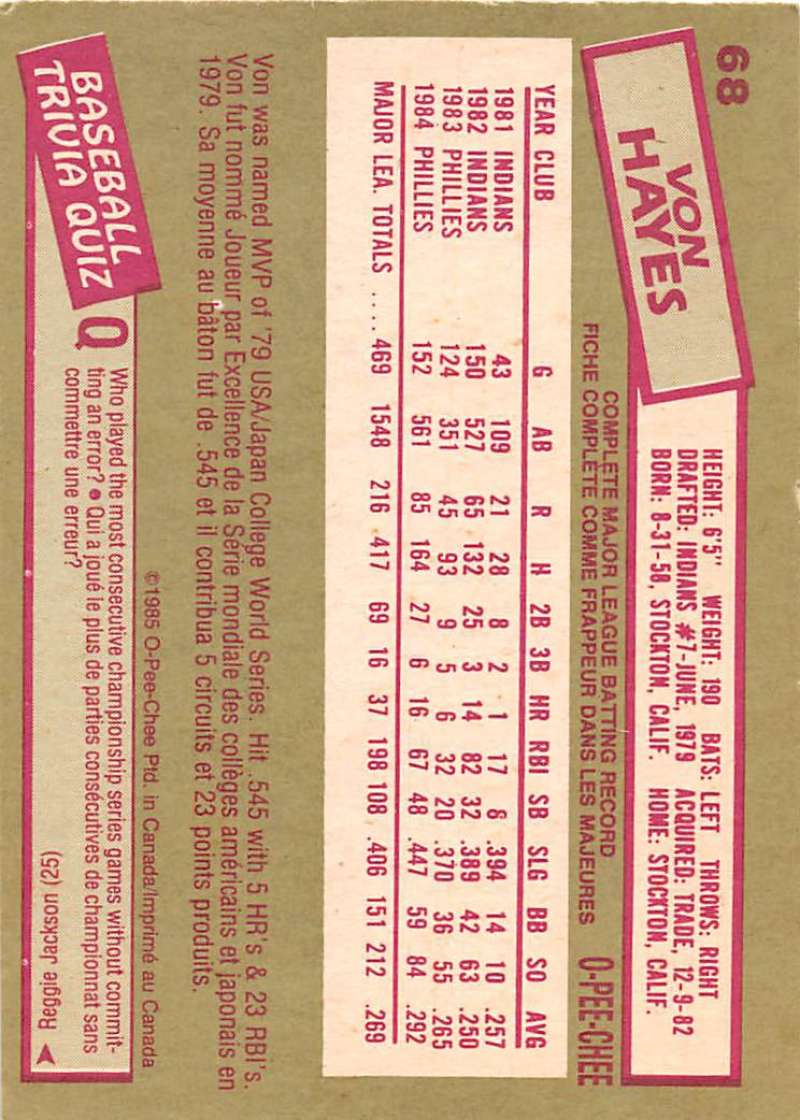 68
VON
HAYES
HEIGHT: 6'5" WEIGHT: 190 BATS: LEFT THROWS: RIGHT
DRAFTED: INDIANS #7-JUNE, 1979 ACQUIRED: TRADE, 12-9-82
BORN: 8-31-58, STOCKTON, CALIF. HOME: STOCKTON, CALIF.
COMPLETE MAJOR LEAGUE BATTING RECORD
FICHE COMPLÈTE COMME FRAPPEUR DANS LES MAJEURES
O-PEE-CHEE
YEAR CLUB G AB R H 2B 3B HR RBI SB SLG BB SO AVG
1981 INDIANS 43 109 21 28 8 2 1 17 8 .394 14 10 .257
1982 INDIANS 150 527 65 132 25 3 14 82 32 .389 42 63 .250
1983 PHILLIES 124 351 45 93 9 5 6 32 20 .370 36 55 .265
1984 PHILLIES 152 561 85 164 27 6 16 67 48 .447 59 84 .292
MAJOR LEA. TOTALS .... 469 1548 216 417 69 16 37 198 108 .406 151 212 .269
Von was named MVP of '79 USA/Japan College World Series. Hit .545 with 5 HR's & 23 RBI's.
Von fut nommé Joueur par Excellence de la Série mondiale des collèges américains et japonais en
1979. Sa moyenne au bâton fut de .545 et il contribua 5 circuits et 23 points produits.
©1985 O-Pee-Chee Ptd. in Canada/Imprimé au Canada
BASEBALL
TRIVIA QUIZ
Q
Who played the most consecutive championship series games without commit-
ting an error? ● Qui a joué le plus de parties consécutives de championnat sans
commettre une erreur?
Reggie Jackson (25)